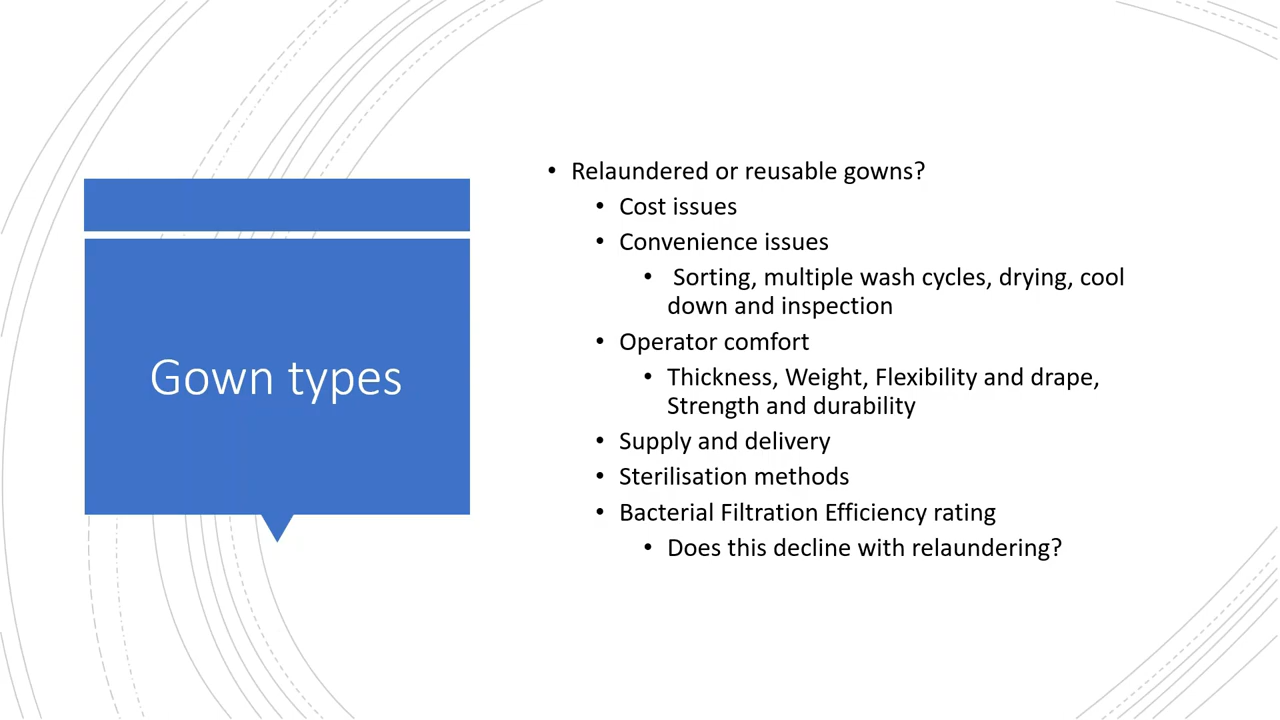 Gown types
• Relaundered or reusable gowns?
• Cost issues
• Convenience issues
• Sorting, multiple wash cycles, drying, cool
down and inspection
• Operator comfort
• Thickness, Weight, Flexibility and drape,
Strength and durability
• Supply and delivery
• Sterilisation methods
• Bacterial Filtration Efficiency rating
• Does this decline with relaundering?